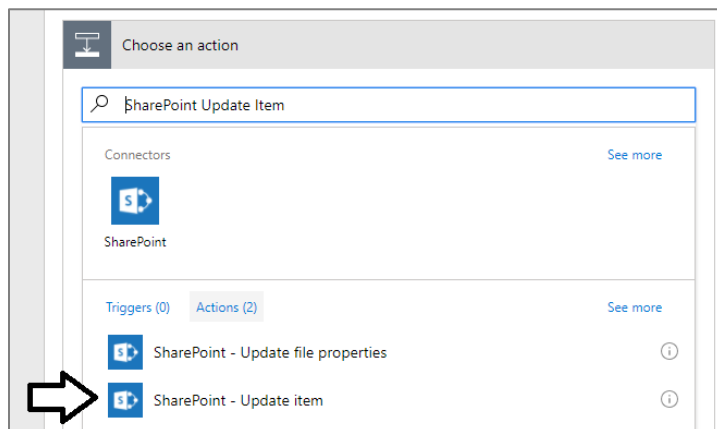 Choose an action
SharePoint Update Item
Connectors
See more
S
SharePoint
Triggers (0) Actions (2)
See more
S
SharePoint - Update file properties
S
SharePoint - Update item